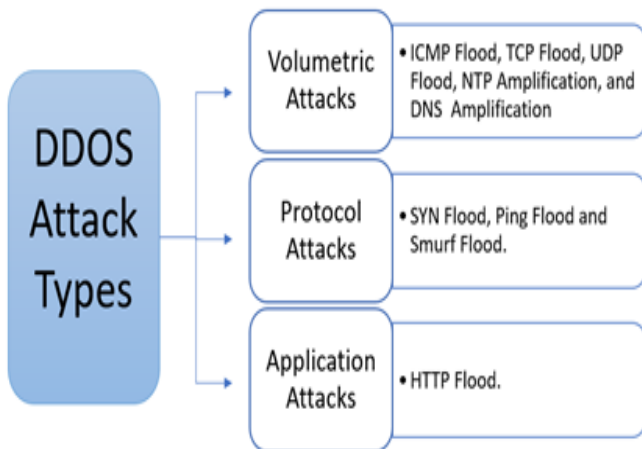 DDOS
Attack
Types
Volumetric
Attacks
• ICMP Flood, TCP Flood, UDP
Flood, NTP Amplification, and
DNS Amplification
Protocol
Attacks
• SYN Flood, Ping Flood and
Smurf Flood.
Application
Attacks
• HTTP Flood.